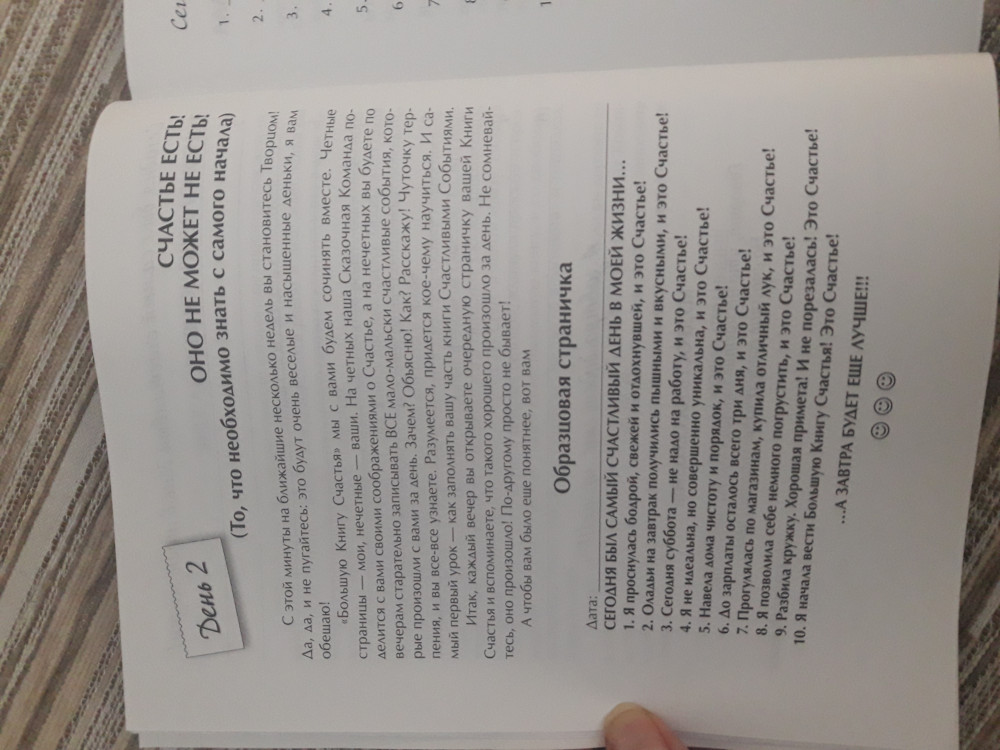 Сег
1.
2.
3.
4.
5.
6
7
8
1
День 2
СЧАСТЬЕ ЕСТЬ!
ОНО НЕ МОЖЕТ НЕ ЕСТЬ!
(То, что необходимо знать с самого начала)
С этой минуты на ближайшие несколько недель вы становитесь Творцом!
Да, да, и не пугайтесь: это будут очень веселые и насыщенные деньки, я вам
обещаю!
«Большую Книгу Счастья» мы с вами будем сочинять вместе. Четные
страницы — мои, нечетные — ваши. На четных наша Сказочная Команда по-
делится с вами своими соображениями о Счастье, а на нечетных вы будете по
вечерам старательно записывать ВСЕ мало-мальски счастливые события, кото-
рые произошли с вами за день. Зачем? Объясню! Как? Расскажу! Чуточку тер-
пения, и вы все-все узнаете. Разумеется, придется кое-чему научиться. И са-
мый первый урок — как заполнять вашу часть книги Счастливыми Событиями.
Итак, каждый вечер вы открываете очередную страничку вашей Книги
Счастья и вспоминаете, что такого хорошего произошло за день. Не сомневай-
тесь, оно произошло! По-другому просто не бывает!
А чтобы вам было еще понятнее, вот вам
Образцовая страничка
Дата:
СЕГОДНЯ БЫЛ САМЫЙ СЧАСТЛИВЫЙ ДЕНЬ В МОЕЙ ЖИЗНИ…
1. Я проснулась бодрой, свежей и отдохнувшей, и это Счастье!
2. Оладьи на завтрак получились пышными и вкусными, и это Счастье!
3. Сегодня суббота — не надо на работу, и это Счастье!
4. Я не идеальна, но совершенно уникальна, и это Счастье!
5. Навела дома чистоту и порядок, и это Счастье!
6. До зарплаты осталось всего три дня, и это Счастье!
7. Прогулялась по магазинам, купила отличный лук, и это Счастье!
8. Я позволила себе немного погрустить, и это Счастье!
9. Разбила кружку. Хорошая примета! И не порезалась! Это Счастье!
10. Я начала вести Большую Книгу Счастья! Это Счастье!
…А ЗАВТРА БУДЕТ ЕЩЕ ЛУЧШЕ!!!